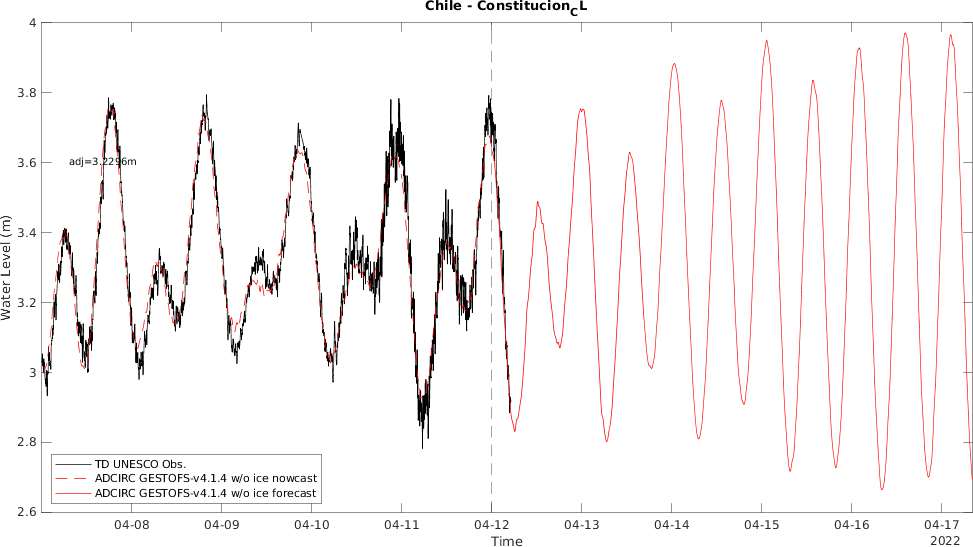 Chile - ConstitucionCL
4
3.8
3.6
3.4
3.2
3
2.8
2.6
Water Level (m)
adj=3.2296m
TD UNESCO Obs.
ADCIRC GESTOFS-v4.1.4 w/o ice nowcast
ADCIRC GESTOFS-v4.1.4 w/o ice forecast
04-08 04-09 04-10 04-11 04-12 04-13 04-14 04-15 04-16 04-17
Time 2022